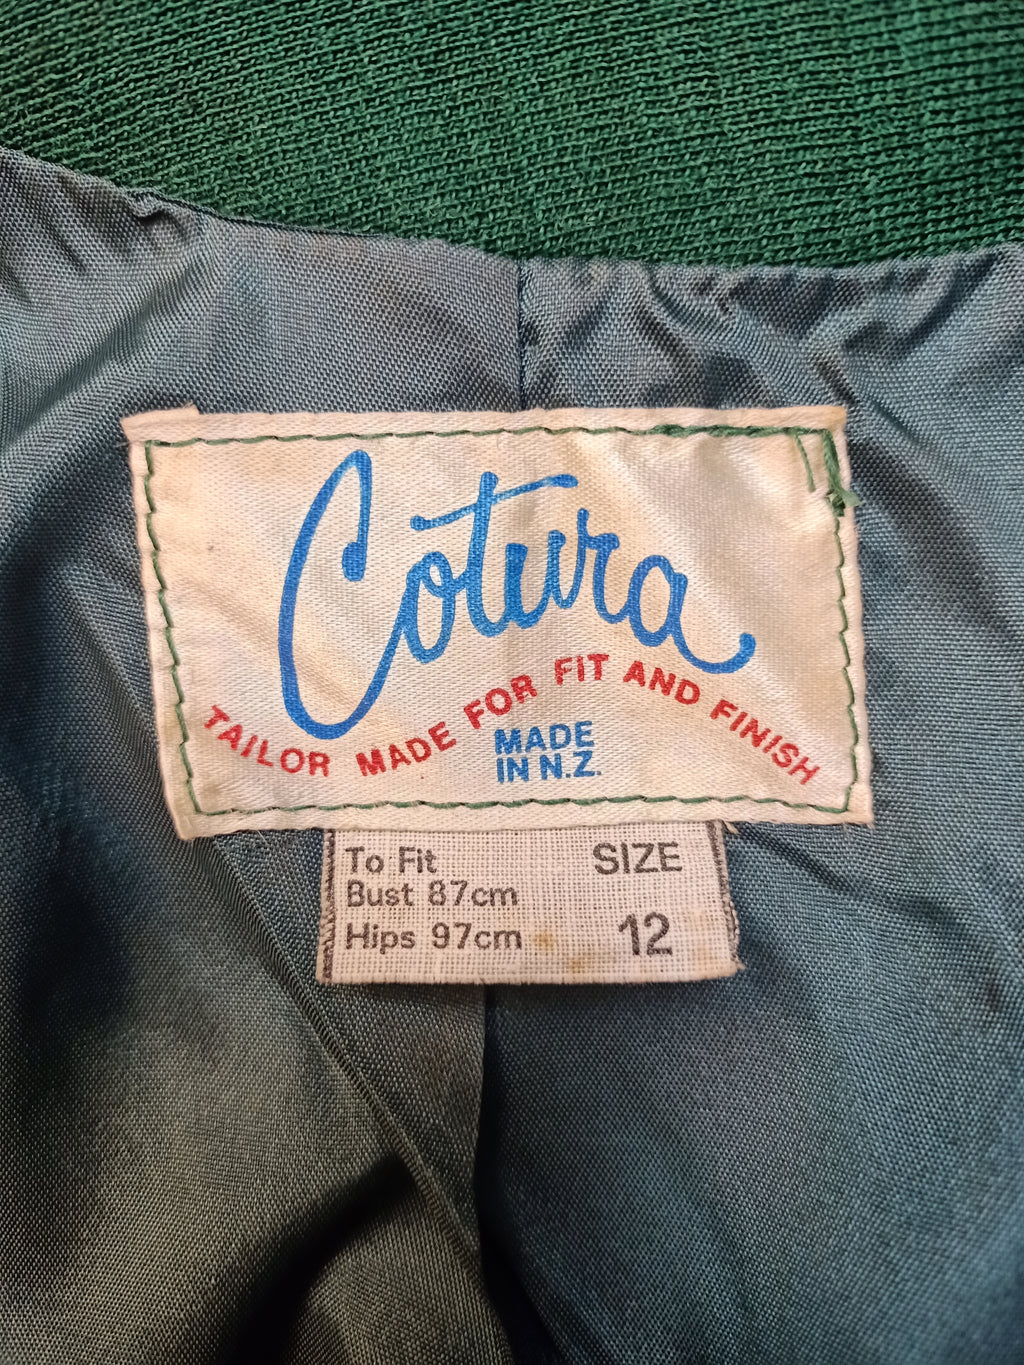 Cotura
TAILOR MADE FOR FIT AND FINISH
MADE
IN N.Z.
To Fit SIZE
Bust 87cm
Hips 97cm 12